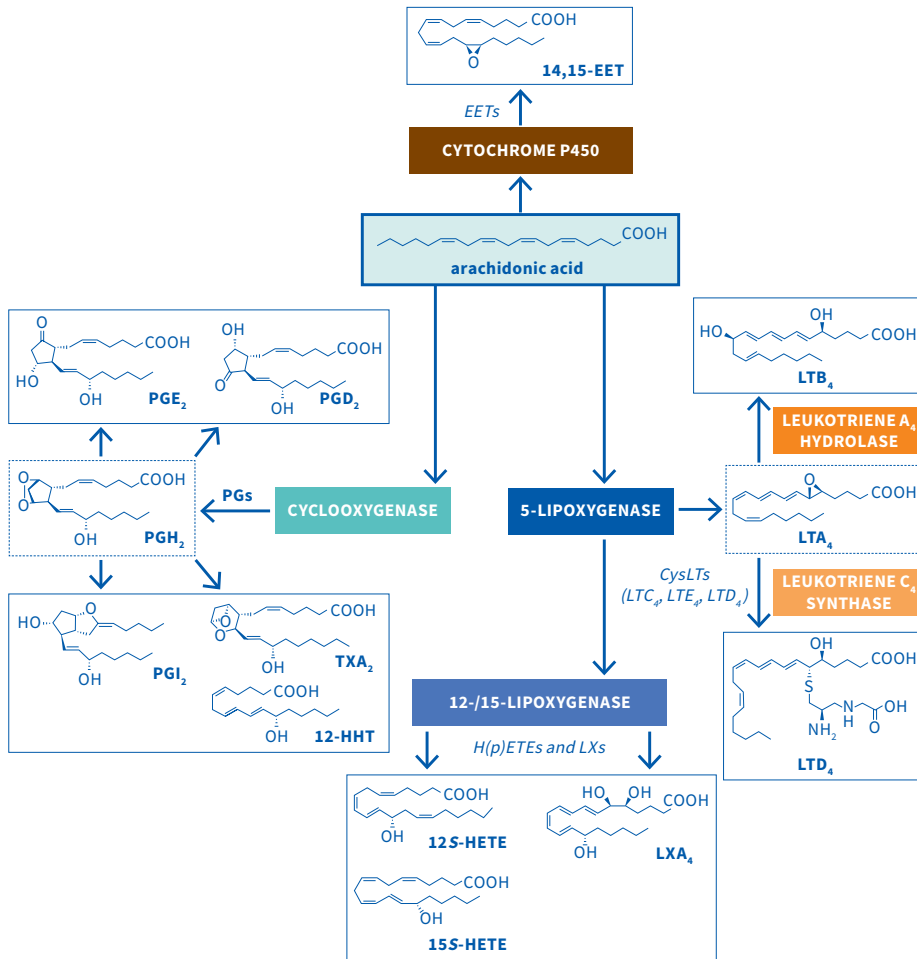 COOH
O
14,15-EET
EETs
CYTOCHROME P450
COOH
arachidonic acid
O
COOH
HO
OH
PGE₂
OH
COOH
O
OH
PGD₂
OH
HO
COOH
LTB₄
LEUKOTRIENE A₄
HYDROLASE
O
O
COOH
OH
PGH₂
PGs
CYCLOOXYGENASE
5-LIPOXYGENASE
O
COOH
LTA₄
CysLTs
(LTC₄, LTE₄, LTD₄)
LEUKOTRIENE C₄
SYNTHASE
O
HO
OH
PGI₂
O
O
COOH
OH
TXA₂
COOH
OH
12-HHT
12-/15-LIPOXYGENASE
H(p)ETEs and LXs
OH
COOH
S
N
H
OH
O
NH₂
LTD₄
COOH
OH
12S-HETE
COOH
OH
15S-HETE
HO
OH
COOH
OH
LXA₄